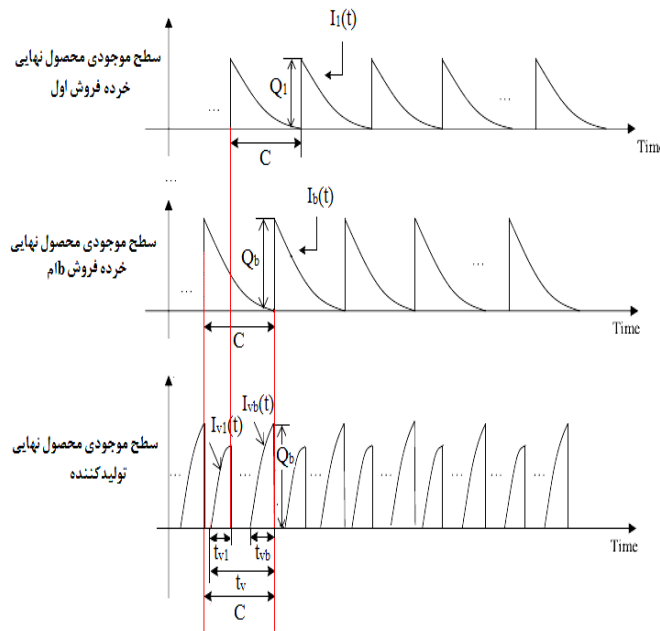 I1(t)
سطح موجودی محصول نهایی
خرده فروش اول
Q1
...
...
Time
C
...
Ib(t)
سطح موجودی محصول نهایی
خرده فروش bام
Qb
...
...
Time
C
Ivb(t)
Iv1(t)
سطح موجودی محصول نهایی
تولیدکننده
Qb
...
...
...
...
...
...
Time
tv1
tvb
tv
C